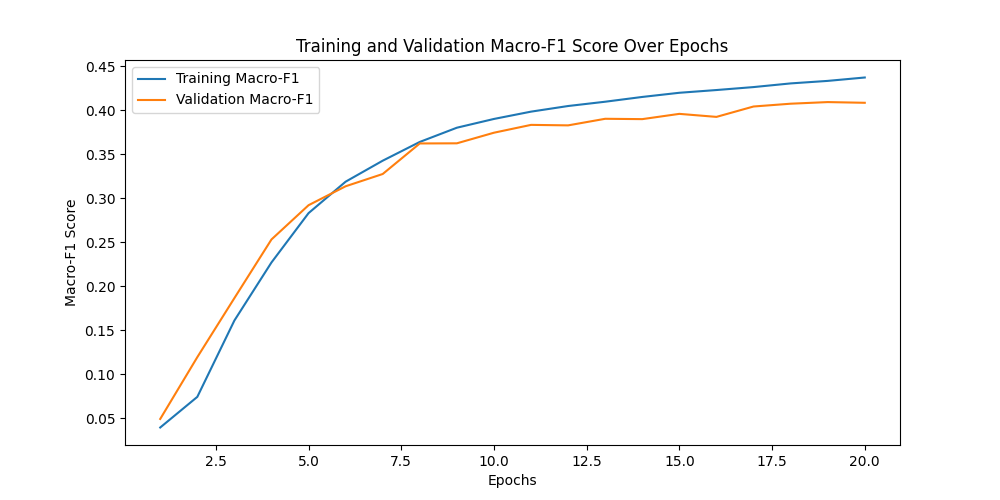 Training and Validation Macro-F1 Score Over Epochs
Training Macro-F1
Validation Macro-F1
Macro-F1 Score
0.45
0.40
0.35
0.30
0.25
0.20
0.15
0.10
0.05
2.5 5.0 7.5 10.0 12.5 15.0 17.5 20.0
Epochs